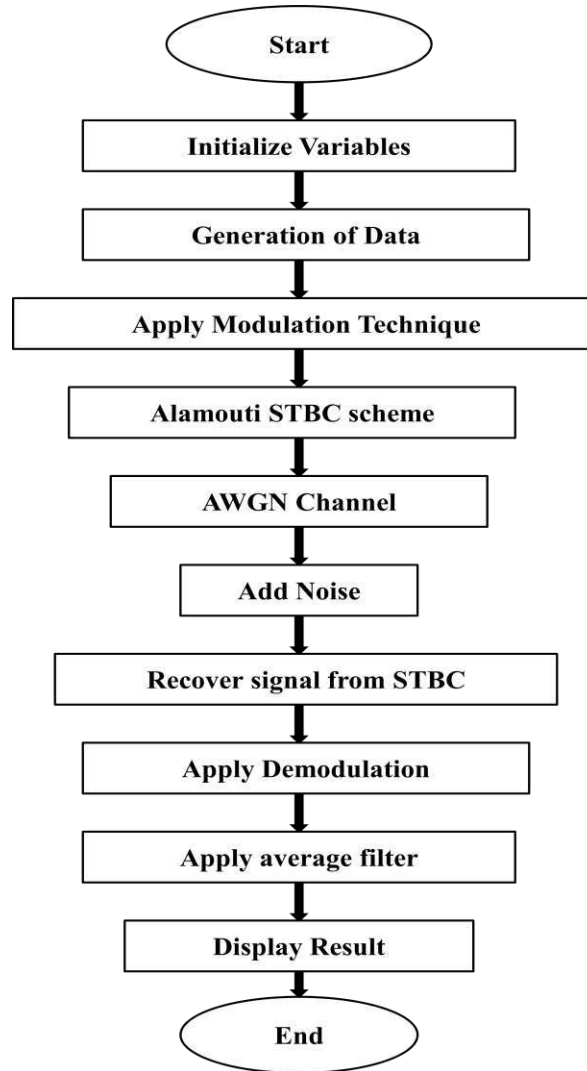 Start
Initialize Variables
Generation of Data
Apply Modulation Technique
Alamouti STBC scheme
AWGN Channel
Add Noise
Recover signal from STBC
Apply Demodulation
Apply average filter
Display Result
End